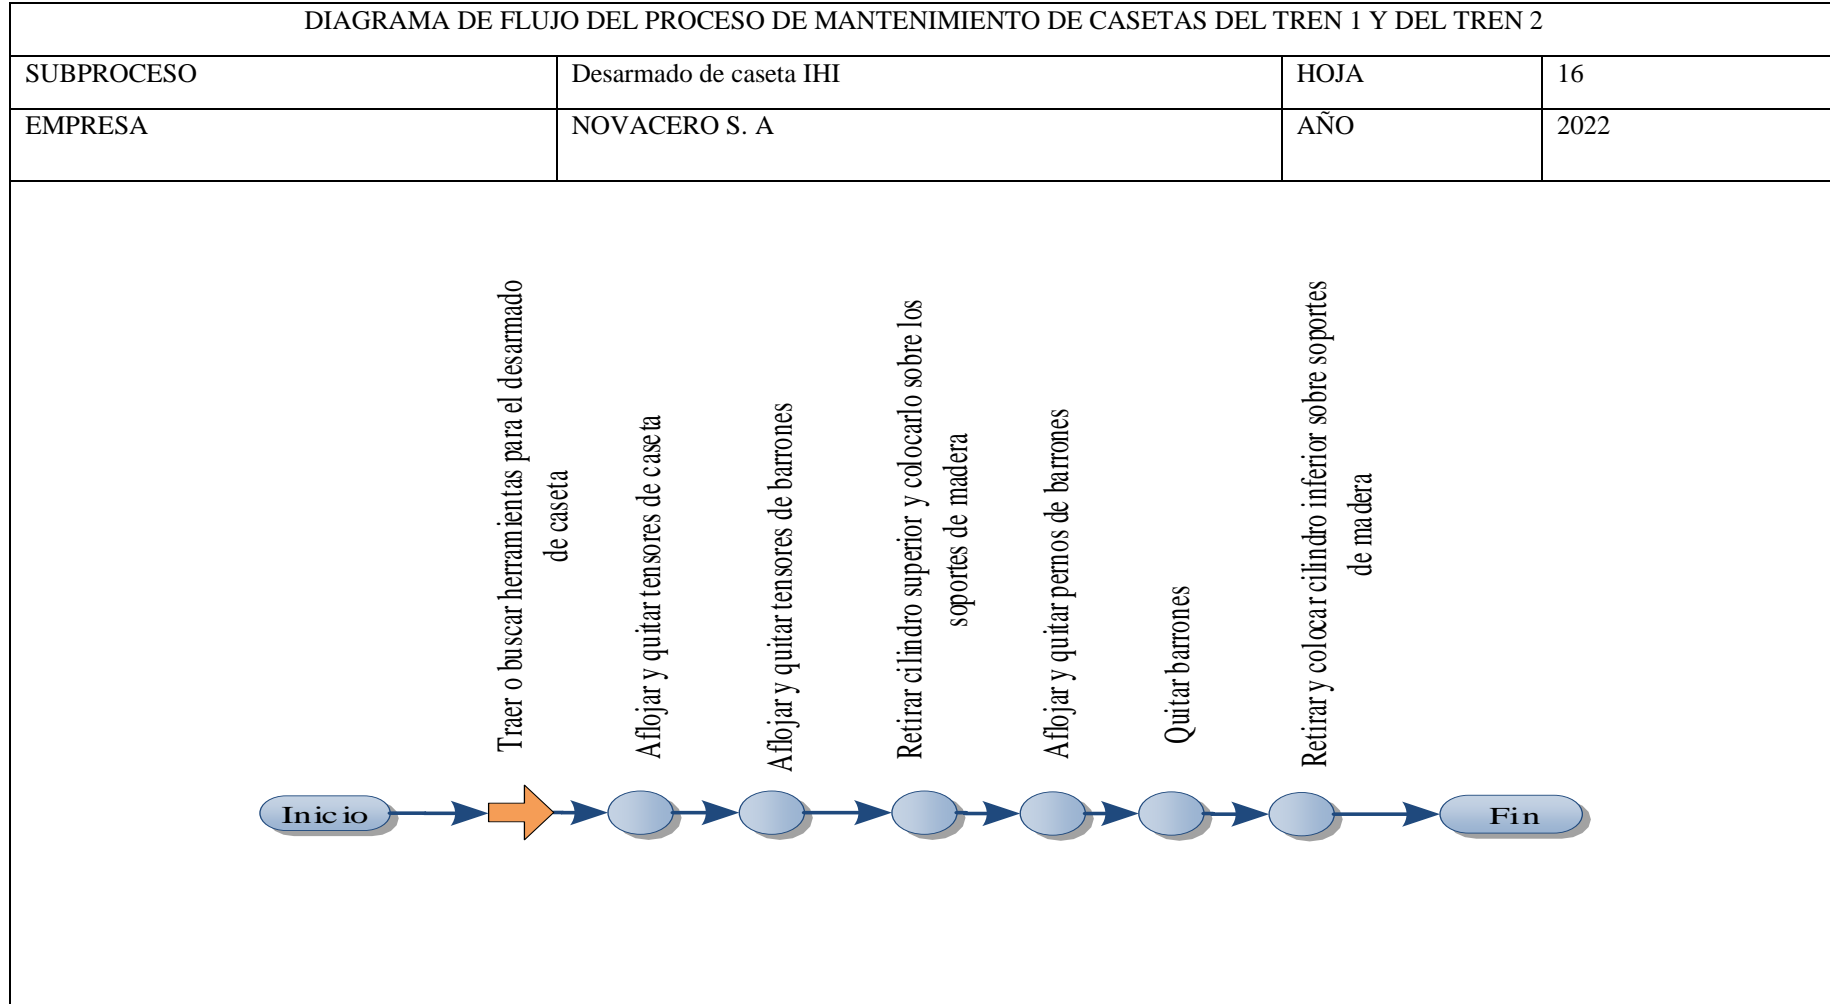 DIAGRAMA DE FLUJO DEL PROCESO DE MANTENIMIENTO DE CASETAS DEL TREN 1 Y DEL TREN 2
SUBPROCESO
Desarmado de caseta IHI
HOJA
16
EMPRESA
NOVACERO S. A
AÑO
2022
Traer o buscar herramientas para el desarmado
de caseta
Aflojar y quitar tensores de caseta
Aflojar y quitar tensores de barrones
Retirar cilindro superior y colocarlo sobre los
soportes de madera
Aflojar y quitar pernos de barrones
Quitar barrones
Retirar y colocar cilindro inferior sobre soportes
de madera
Inicio
Fin